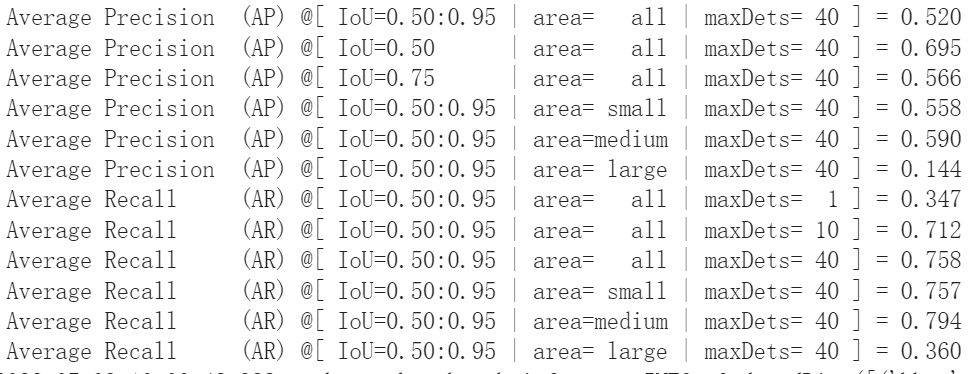 Average Precision  (AP) @[ IoU=0.50:0.95 | area=   all | maxDets= 40 ] = 0.520
Average Precision  (AP) @[ IoU=0.50      | area=   all | maxDets= 40 ] = 0.695
Average Precision  (AP) @[ IoU=0.75      | area=   all | maxDets= 40 ] = 0.566
Average Precision  (AP) @[ IoU=0.50:0.95 | area= small | maxDets= 40 ] = 0.558
Average Precision  (AP) @[ IoU=0.50:0.95 | area=medium | maxDets= 40 ] = 0.590
Average Precision  (AP) @[ IoU=0.50:0.95 | area= large | maxDets= 40 ] = 0.144
Average Recall     (AR) @[ IoU=0.50:0.95 | area=   all | maxDets=  1 ] = 0.347
Average Recall     (AR) @[ IoU=0.50:0.95 | area=   all | maxDets= 10 ] = 0.712
Average Recall     (AR) @[ IoU=0.50:0.95 | area=   all | maxDets= 40 ] = 0.758
Average Recall     (AR) @[ IoU=0.50:0.95 | area= small | maxDets= 40 ] = 0.757
Average Recall     (AR) @[ IoU=0.50:0.95 | area=medium | maxDets= 40 ] = 0.794
Average Recall     (AR) @[ IoU=0.50:0.95 | area= large | maxDets= 40 ] = 0.360